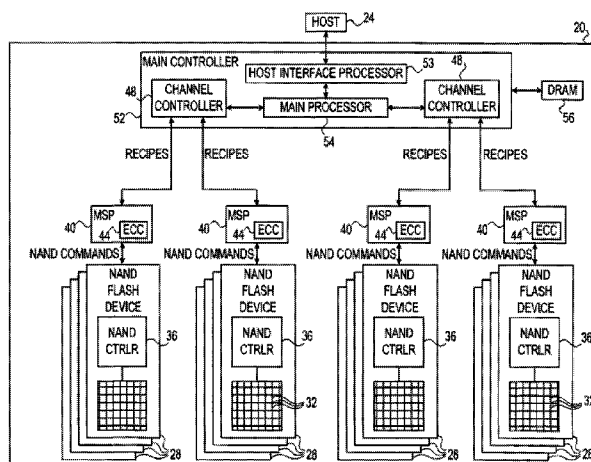 HOST
24
20
MAIN CONTROLLER
53
HOST INTERFACE PROCESSOR
48
48
CHANNEL CONTROLLER
MAIN PROCESSOR
CHANNEL CONTROLLER
DRAM
52
54
56
RECIPES
RECIPES
RECIPES
RECIPES
MSP
MSP
MSP
MSP
40
44
ECC
40
44
ECC
40
44
ECC
40
44
ECC
NAND COMMANDS
NAND COMMANDS
NAND COMMANDS
NAND COMMANDS
NAND FLASH DEVICE
NAND FLASH DEVICE
NAND FLASH DEVICE
NAND FLASH DEVICE
36
36
36
36
NAND CTRLR
NAND CTRLR
NAND CTRLR
NAND CTRLR
32
32
28
28
28
28